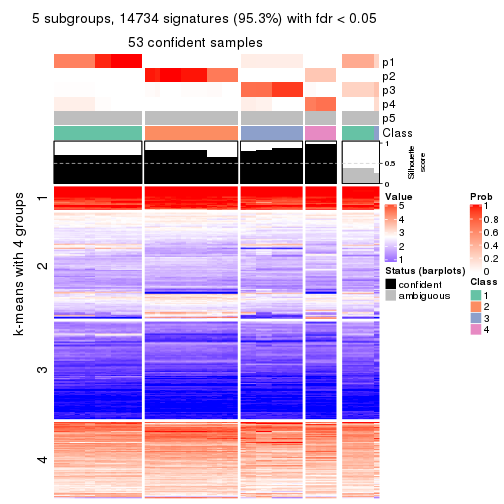 5 subgroups, 14734 signatures (95.3%) with fdr < 0.05
53 confident samples
p1
p2
p3
p4
p5
Class
1
0.5
0
Silhouette
score
k-means with 4 groups
1
2
3
4
Value
5
4
3
2
1
Prob
1
0.8
0.6
0.4
0.2
0
Status (barplots)
confident
ambiguous
Class
1
2
3
4